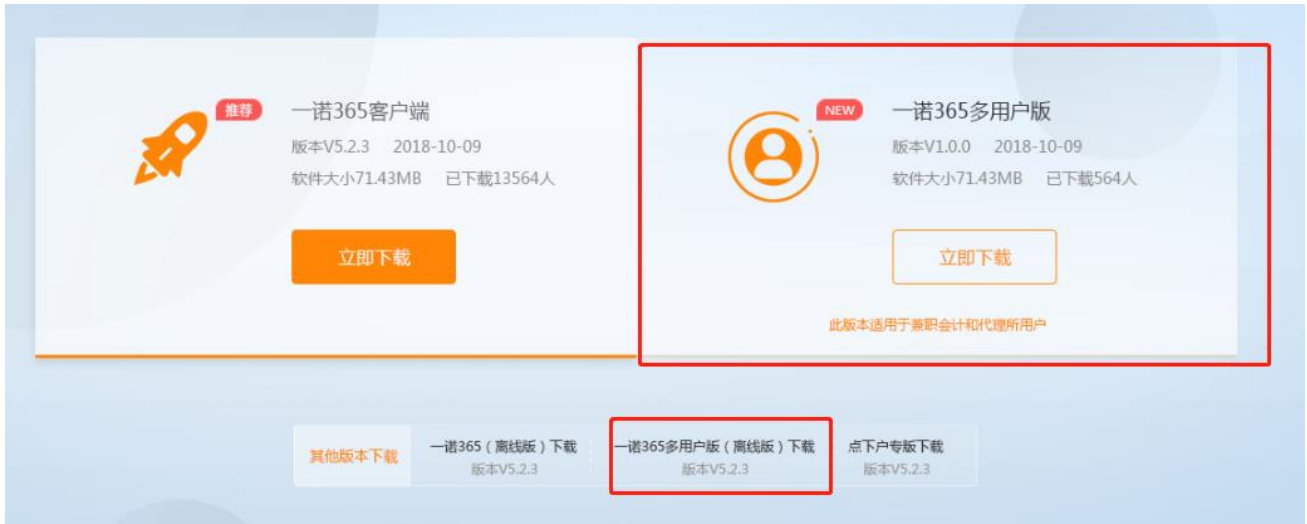 推荐
一诺365客户端
版本V5.2.3 2018-10-09
软件大小71.43MB 已下载13564人
立即下载
NEW
一诺365多用户版
版本V1.0.0 2018-10-09
软件大小71.43MB 已下载564人
立即下载
此版本适用于兼职会计和代理所用户
其他版本下载
一诺365（离线版）下载
版本V5.2.3
一诺365多用户版（离线版）下载
版本V5.2.3
点下户专版下载
版本V5.2.3